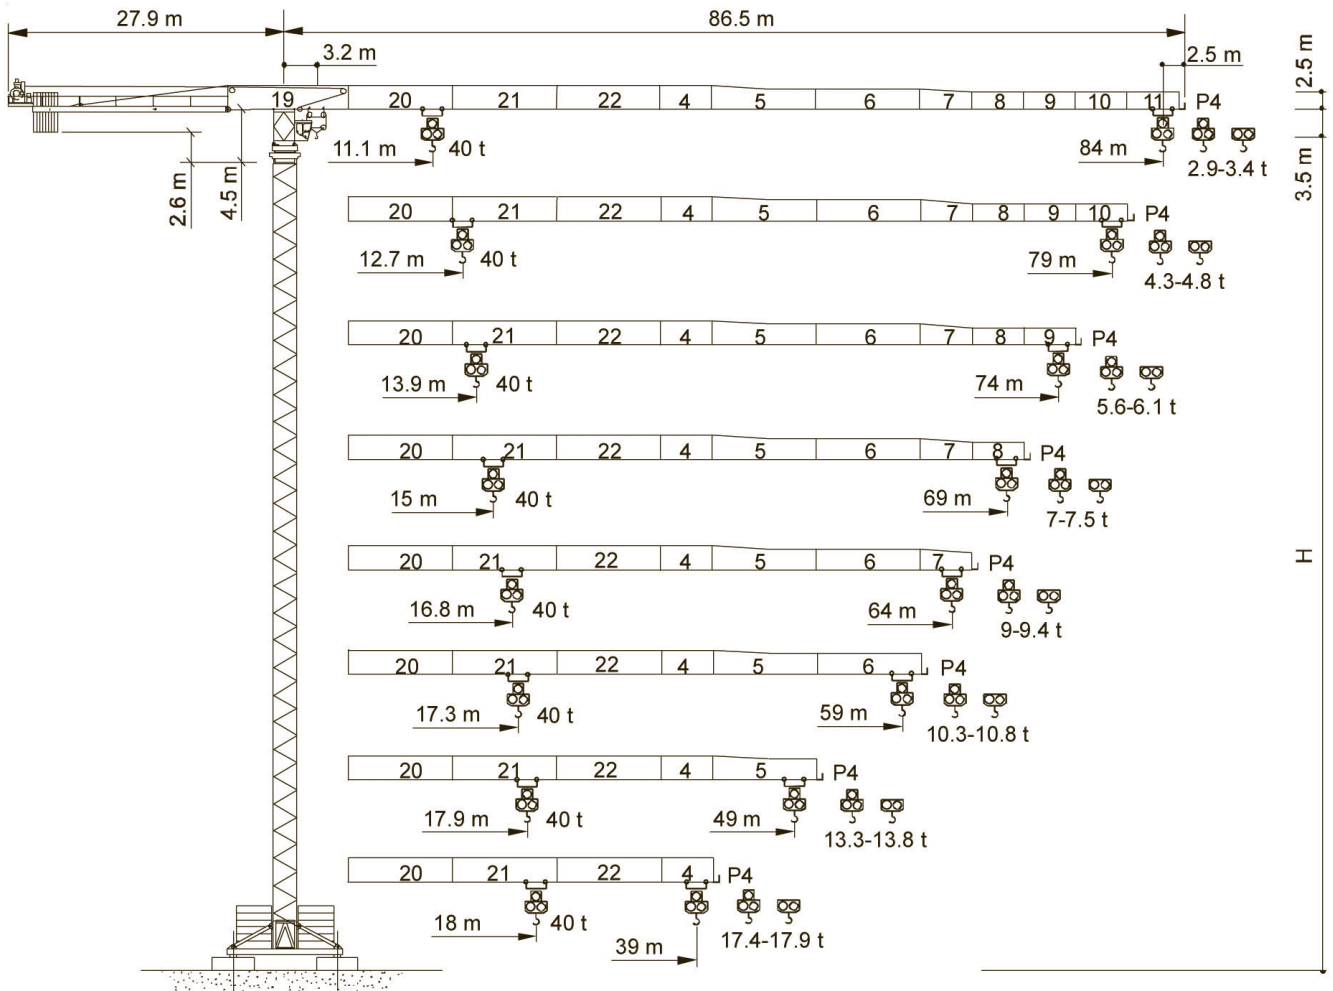 27.9 m 86.5 m
3.2 m 2.5 m 2.5 m
19 20 21 22 4 5 6 7 8 9 10 11 P4
11.1 m 40 t 84 m
2.9-3.4 t
2.6 m 4.5 m 3.5 m
20 21 22 4 5 6 7 8 9 10 P4
12.7 m 40 t 79 m
4.3-4.8 t
20 21 22 4 5 6 7 8 9 P4
13.9 m 40 t 74 m
5.6-6.1 t
20 21 22 4 5 6 7 8 P4
15 m 40 t 69 m
7-7.5 t
H
20 21 22 4 5 6 7 P4
16.8 m 40 t 64 m
9-9.4 t
20 21 22 4 5 6 P4
17.3 m 40 t 59 m
10.3-10.8 t
20 21 22 4 5 P4
17.9 m 40 t 49 m
13.3-13.8 t
20 21 22 4 P4
18 m 40 t 39 m
17.4-17.9 t